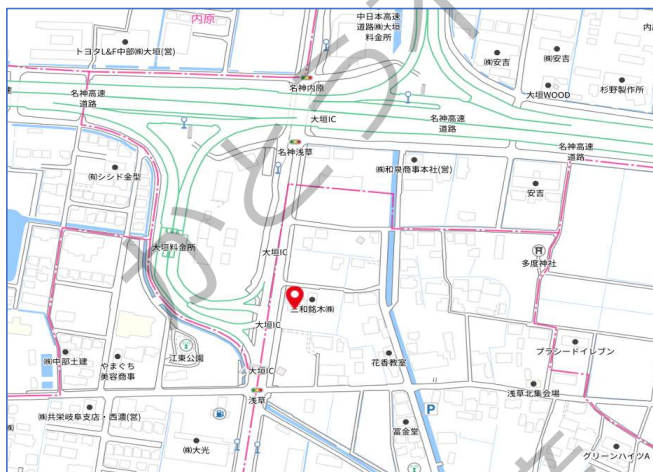 内原
中日本高速
道路㈱大垣
料金所
トヨタL&F中部㈱大垣(営)
㈱安吉
㈱安吉
内原
大垣WOOD
杉野製作所
名神高速
道路
名神内原
大垣IC
名神高速
道路
名神浅草
名神高速
道路
㈲シシド金型
㈱和泉商事本社(営)
安吉
大垣料金所
大垣IC
多度神社
三和銘木㈱
大垣IC
プラシードイレブン
江東公園
㈱中部土建
やまぐち
美容商事
大垣IC
花香教室
浅草
浅草北集会場
㈱共栄岐阜支店・西濃(営)
P
冨金堂
㈱大光
グリーンハイツA